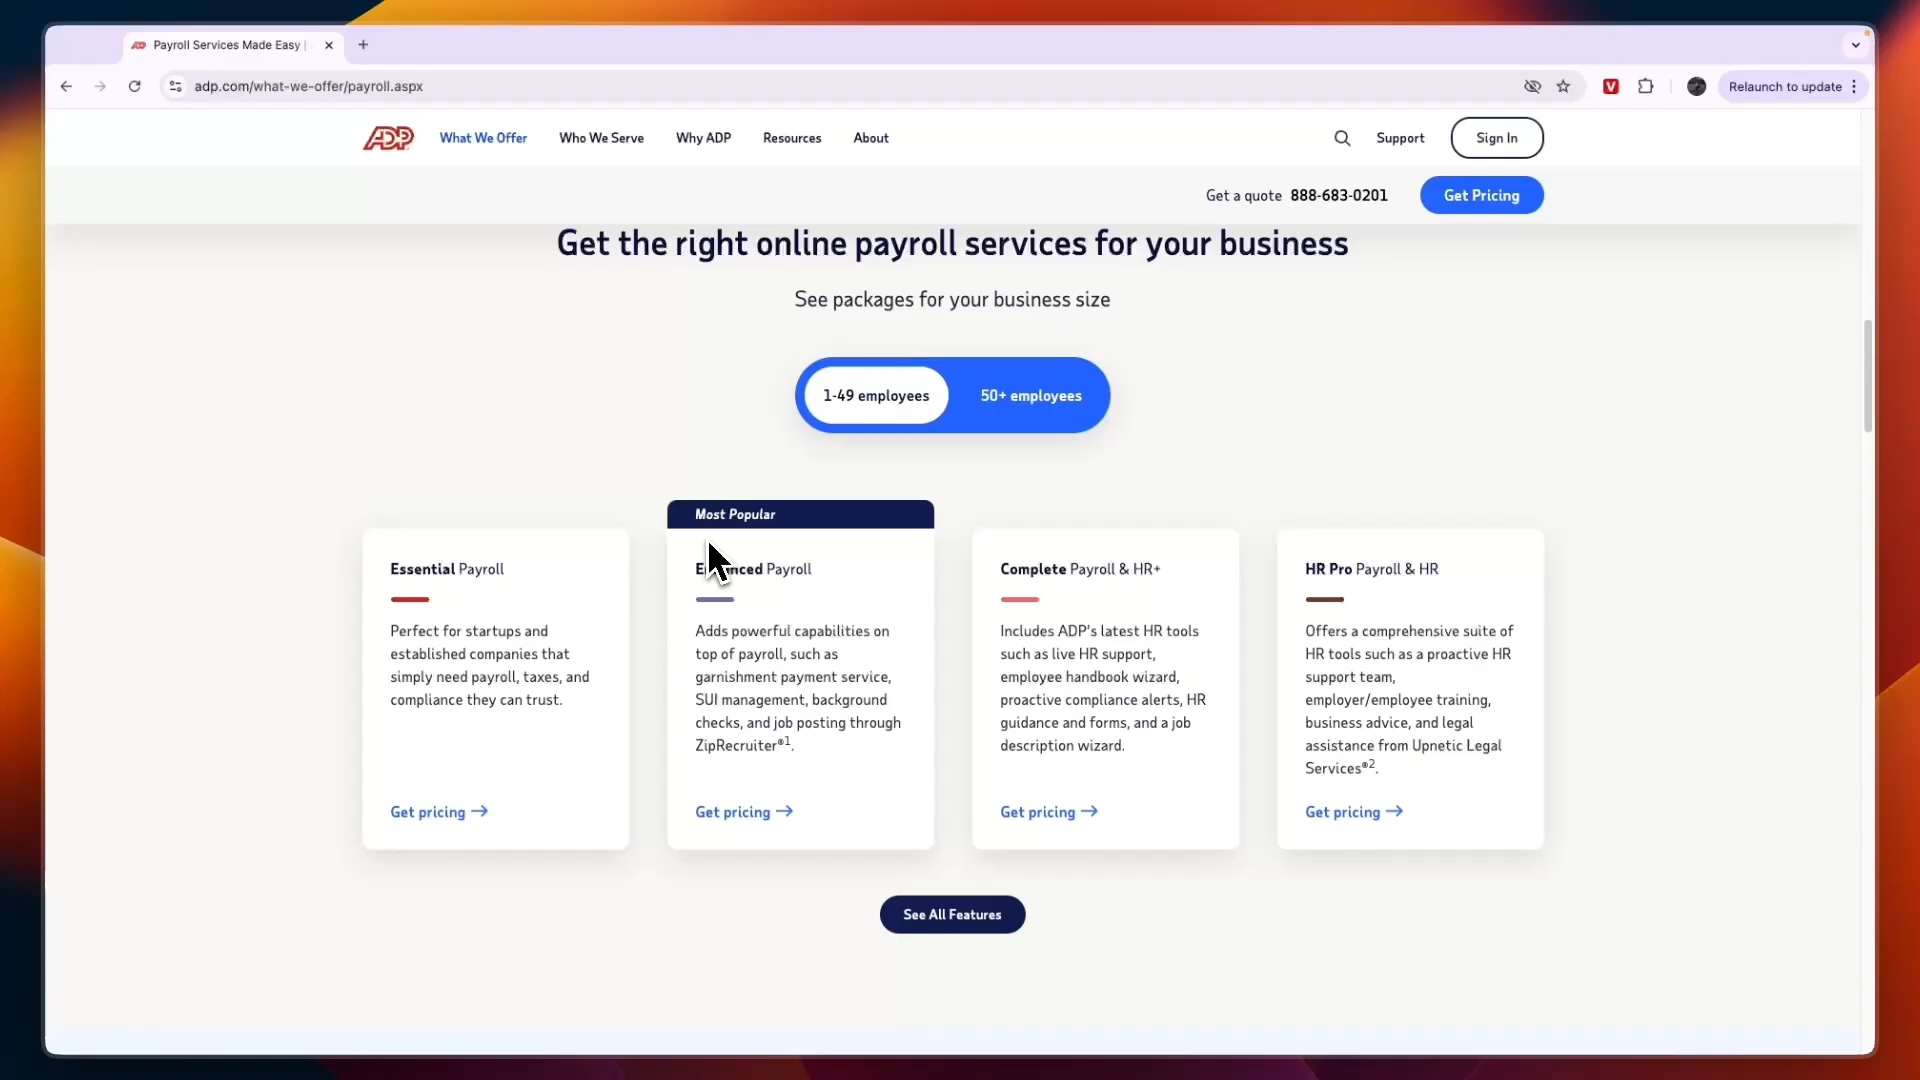 Payroll Services Made Easy |
adp.com/what-we-offer/payroll.aspx
Relaunch to update
ADP
What We Offer
Who We Serve
Why ADP
Resources
About
Support
Sign In
Get a quote 888-683-0201
Get Pricing
Get the right online payroll services for your business
See packages for your business size
1-49 employees
50+ employees
Most Popular
Essential Payroll
Perfect for startups and
established companies that
simply need payroll, taxes, and
compliance they can trust.
Get pricing →
Payroll
Adds powerful capabilities on
top of payroll, such as
garnishment payment service,
SUI management, background
checks, and job posting through
ZipRecruiter®1.
Get pricing →
Complete Payroll & HR+
Includes ADP's latest HR tools
such as live HR support,
employee handbook wizard,
proactive compliance alerts, HR
guidance and forms, and a job
description wizard.
Get pricing →
HR Pro Payroll & HR
Offers a comprehensive suite of
HR tools such as a proactive HR
support team,
employer/employee training,
business advice, and legal
assistance from Upnetic Legal
Services®2.
Get pricing →
See All Features